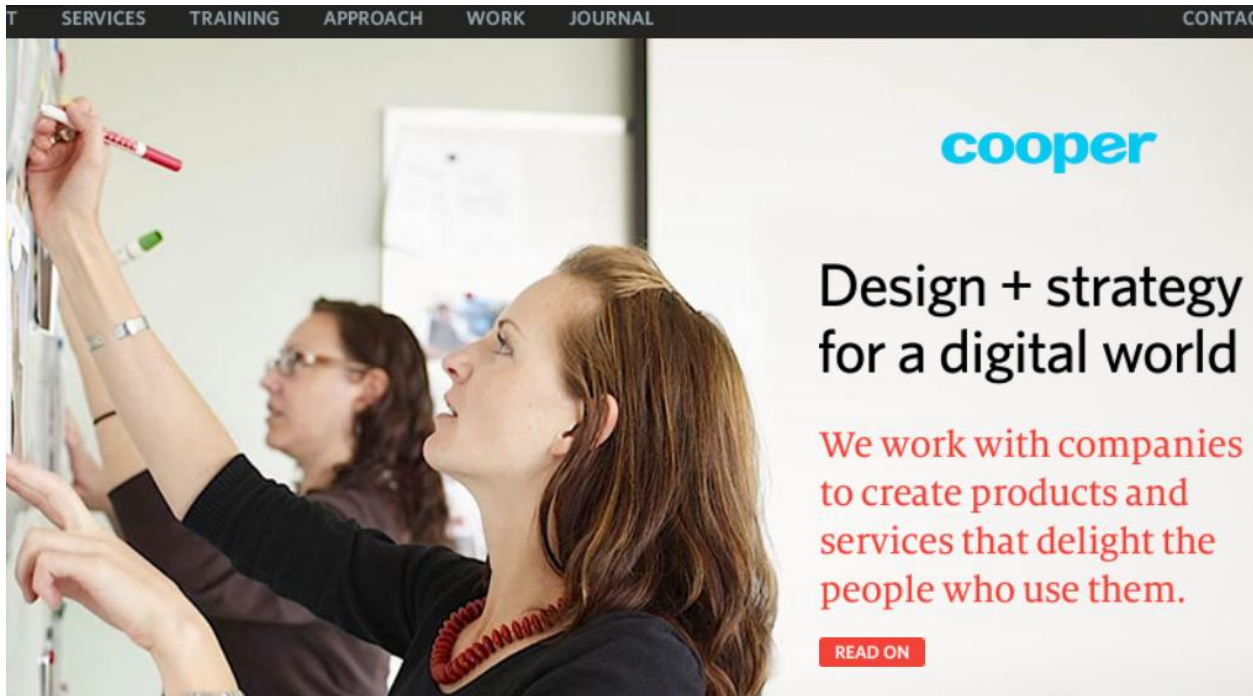 SERVICES TRAINING APPROACH WORK JOURNAL
cooper
Design + strategy
for a digital world
We work with companies
to create products and
services that delight the
people who use them.
READ ON